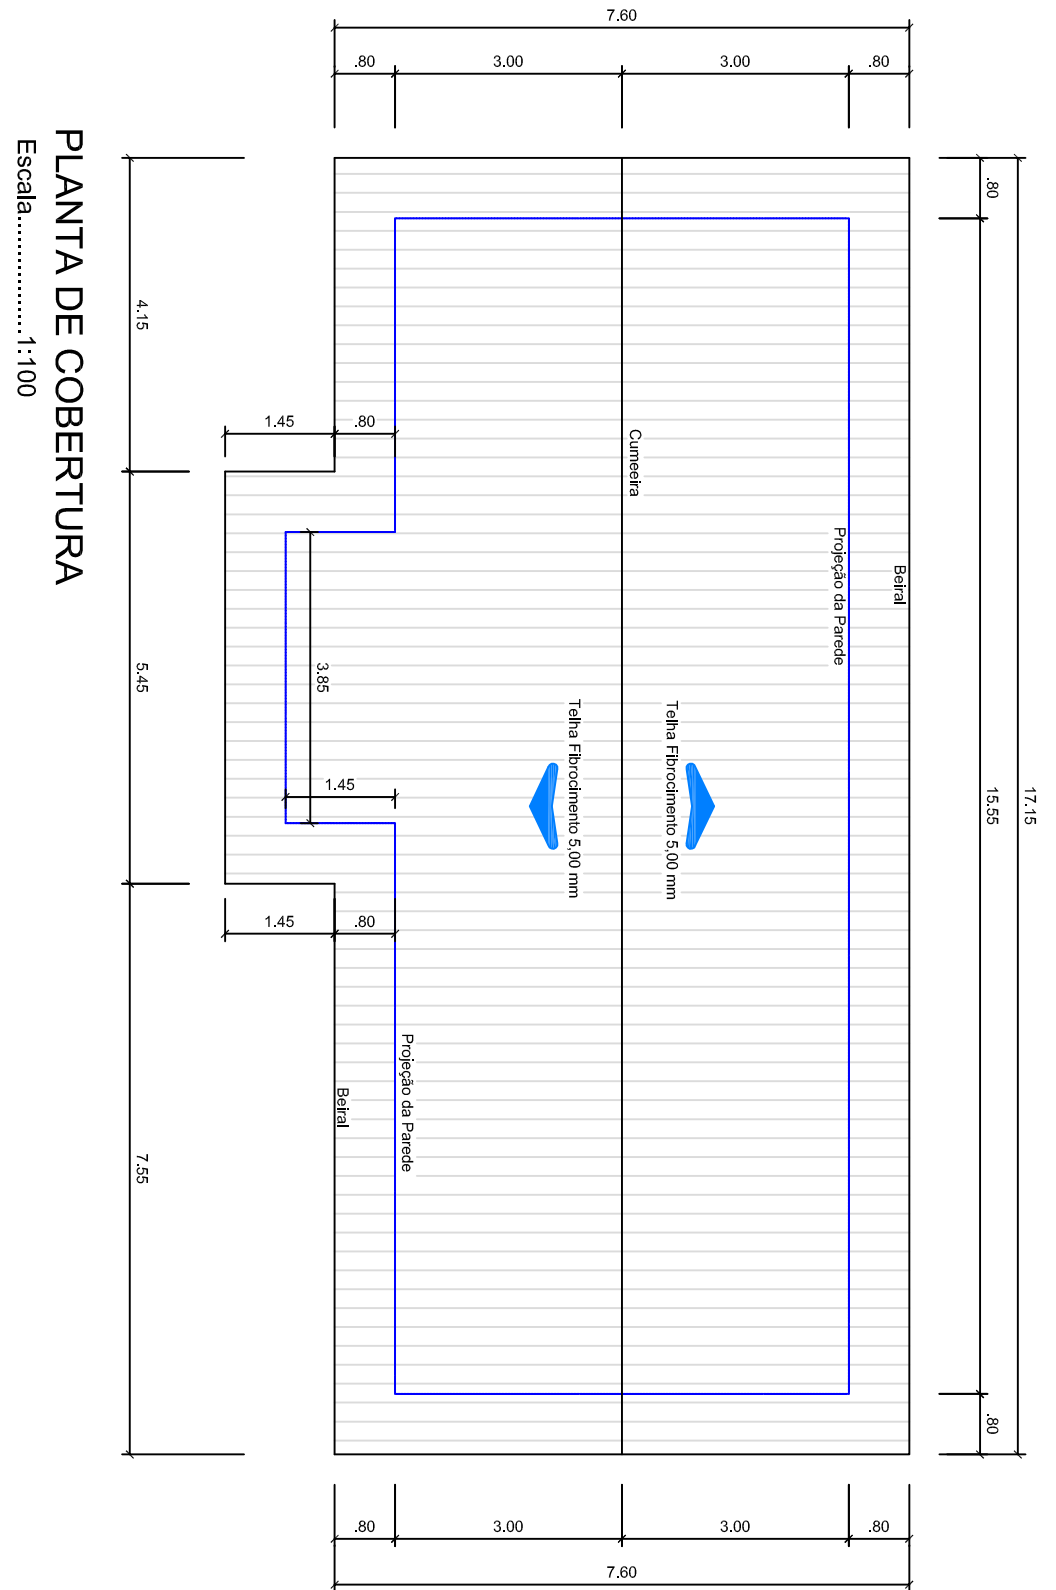 7.60
.80
3.00
3.00
.80
17.15
15.55
.80
.80
PLANTA DE COBERTURA
Escala..............1:100
4.15
5.45
7.55
1.45
.80
3.85
1.45
1.45
.80
Cumeeira
Projeção da Parede
Beiral
Telha Fibrocimento 5,00 mm
Telha Fibrocimento 5,00 mm
Projeção da Parede
Beiral
.80
3.00
3.00
.80
7.60